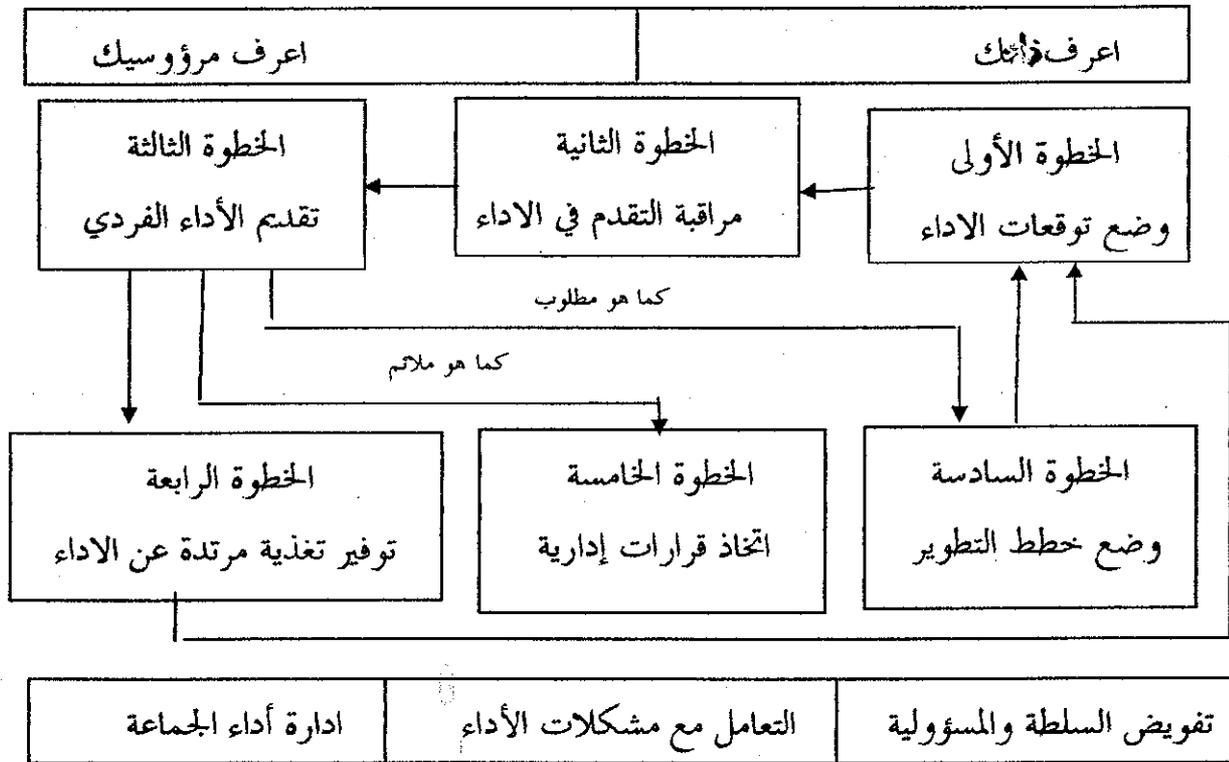 اعرف ذاتك
اعرف مرؤوسيك
الخطوة الأولى
وضع توقعات الاداء
الخطوة الثانية
مراقبة التقدم في الاداء
الخطوة الثالثة
تقديم الأداء الفردي
كما هو مطلوب
كما هو ملائم
الخطوة السادسة
وضع خطط التطوير
الخطوة الخامسة
اتخاذ قرارات إدارية
الخطوة الرابعة
توفير تغذية مرتدة عن الاداء
تفويض السلطة والمسؤولية
التعامل مع مشكلات الأداء
ادارة أداء الجماعة